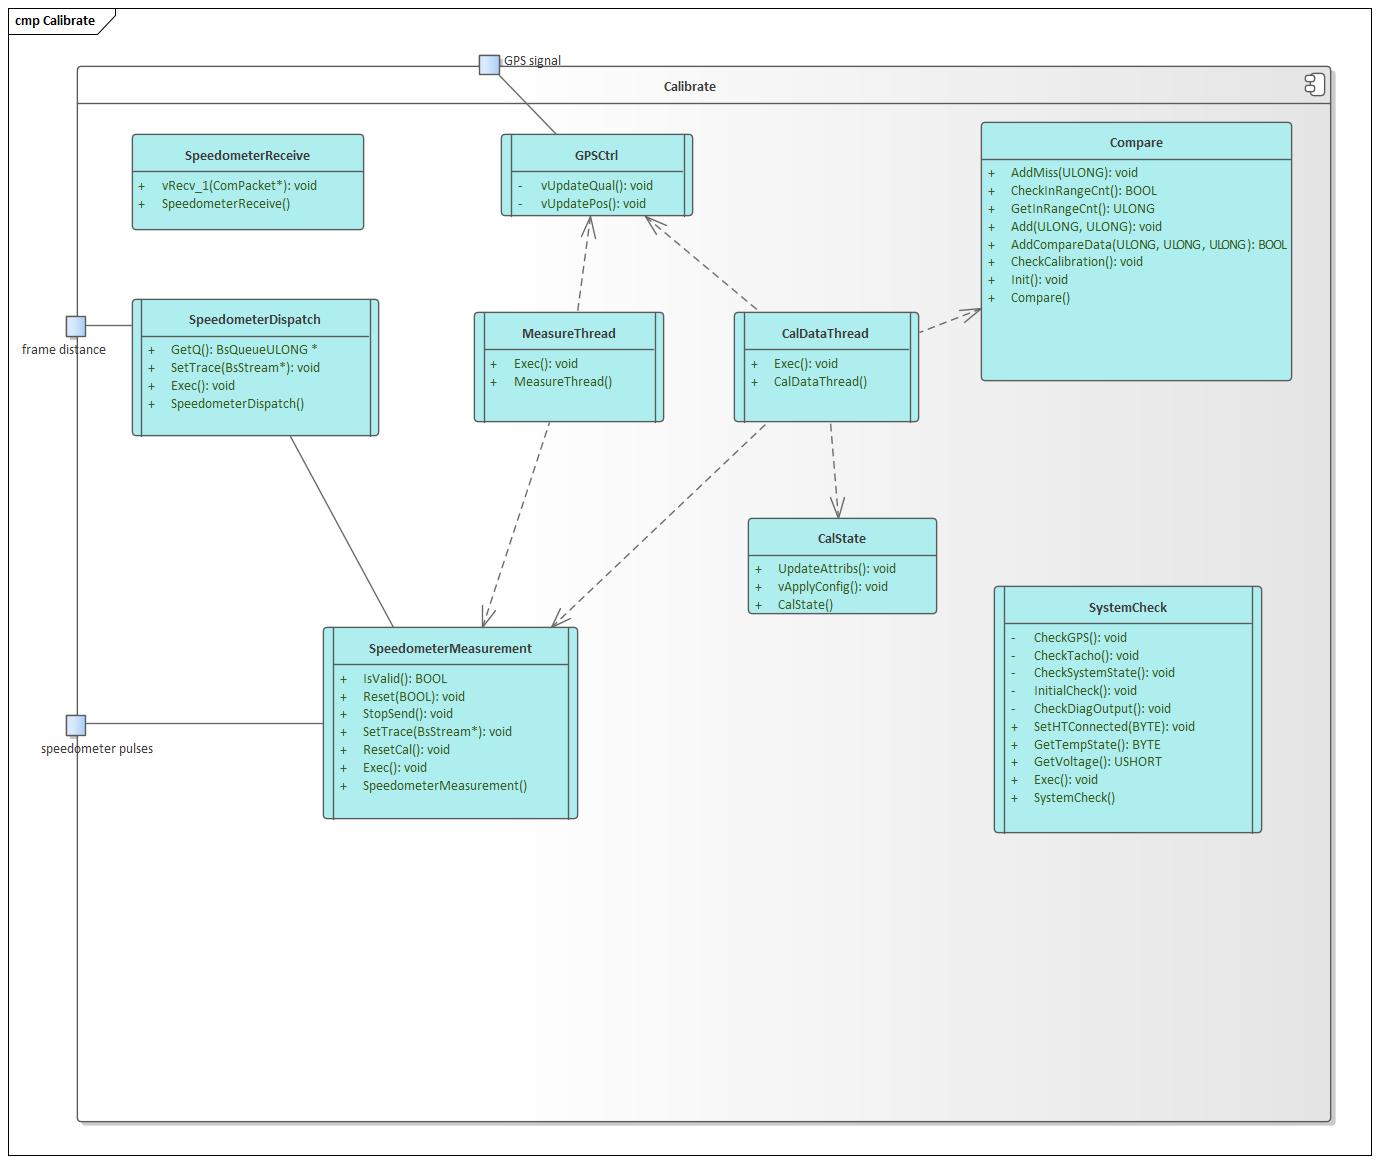 cmp Calibrate
GPS signal
Calibrate
SpeedometerReceive
+ vRecv_1(ComPacket*): void
+ SpeedometerReceive()
GPSCtrl
- vUpdateQual(): void
- vUpdatePos(): void
Compare
+ AddMiss(ULONG): void
+ CheckInRangeCnt(): BOOL
+ GetInRangeCnt(): ULONG
+ Add(ULONG, ULONG): void
+ AddCompareData(ULONG, ULONG, ULONG): BOOL
+ CheckCalibration(): void
+ Init(): void
+ Compare()
frame distance
SpeedometerDispatch
+ GetQ(): BsQueueULONG *
+ SetTrace(BsStream*): void
+ Exec(): void
+ SpeedometerDispatch()
MeasureThread
+ Exec(): void
+ MeasureThread()
CalDataThread
+ Exec(): void
+ CalDataThread()
CalState
+ UpdateAttribs(): void
+ vApplyConfig(): void
+ CalState()
speedometer pulses
SpeedometerMeasurement
+ IsValid(): BOOL
+ Reset(BOOL): void
+ StopSend(): void
+ SetTrace(BsStream*): void
+ ResetCal(): void
+ Exec(): void
+ SpeedometerMeasurement()
SystemCheck
- CheckGPS(): void
- CheckTacho(): void
- CheckSystemState(): void
- InitialCheck(): void
- CheckDiagOutput(): void
+ SetHTConnected(BYTE): void
+ GetTempState(): BYTE
+ GetVoltage(): USHORT
+ Exec(): void
+ SystemCheck()